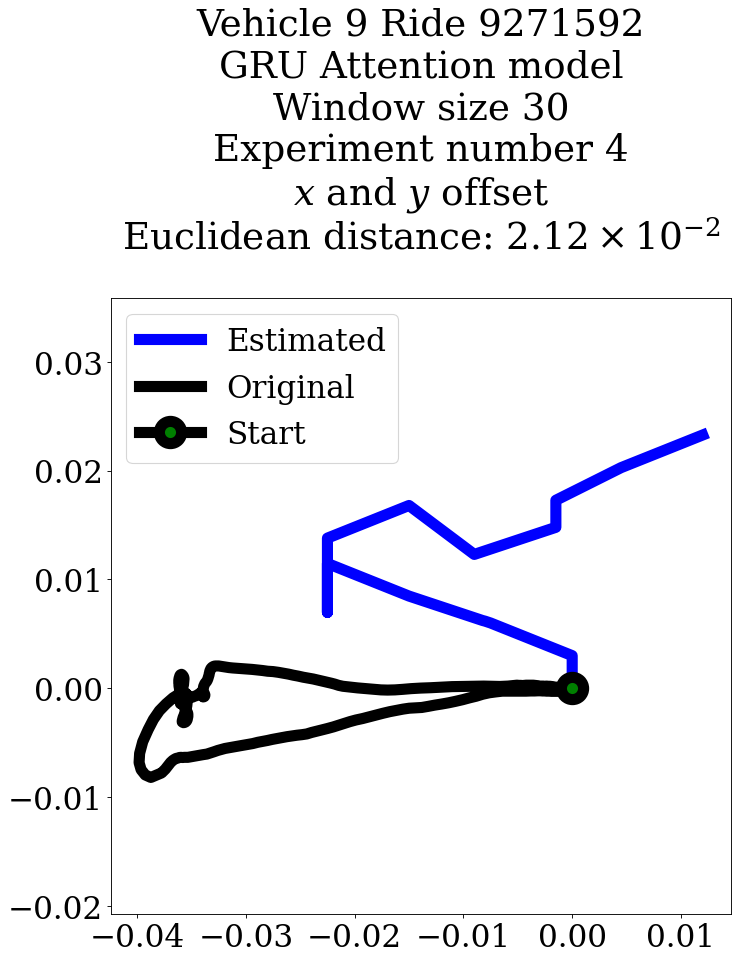 Vehicle 9 Ride 9271592
GRU Attention model
Window size 30
Experiment number 4
x and y offset
Euclidean distance: 2.12 × 10⁻²
Estimated
Original
Start
0.03
0.02
0.01
0.00
−0.01
−0.02
−0.04 −0.03 −0.02 −0.01 0.00 0.01